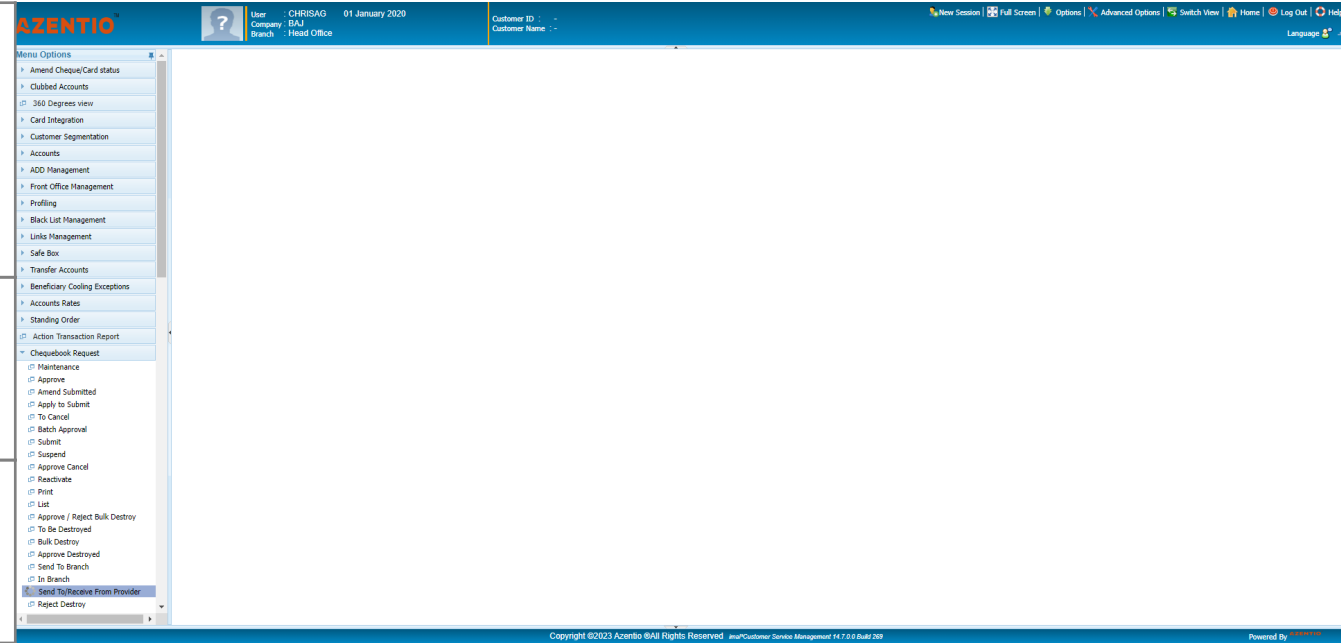 AZENTIO
User : CHRISAG 01 January 2020
Company : BAJ
Branch : Head Office
Customer ID : -
Customer Name : -
New Session | Full Screen | Options | Advanced Options | Switch View | Home | Log Out | Help
Language
Menu Options
Amend Cheque/Card status
Clubbed Accounts
360 Degrees view
Card Integration
Customer Segmentation
Accounts
ADD Management
Front Office Management
Profiling
Black List Management
Links Management
Safe Box
Transfer Accounts
Beneficiary Cooling Exceptions
Accounts Rates
Standing Order
Action Transaction Report
Chequebook Request
Maintenance
Approve
Amend Submitted
Apply to Submit
To Cancel
Batch Approval
Submit
Suspend
Approve Cancel
Reactivate
Print
List
Approve / Reject Bulk Destroy
To Be Destroyed
Bulk Destroy
Approve Destroyed
Send To Branch
In Branch
Send To/Receive From Provider
Reject Destroy
Copyright ©2023 Azentio ®All Rights Reserved imal®Customer Service Management 14.7.0.0 Build 269
Powered By AZENTIO